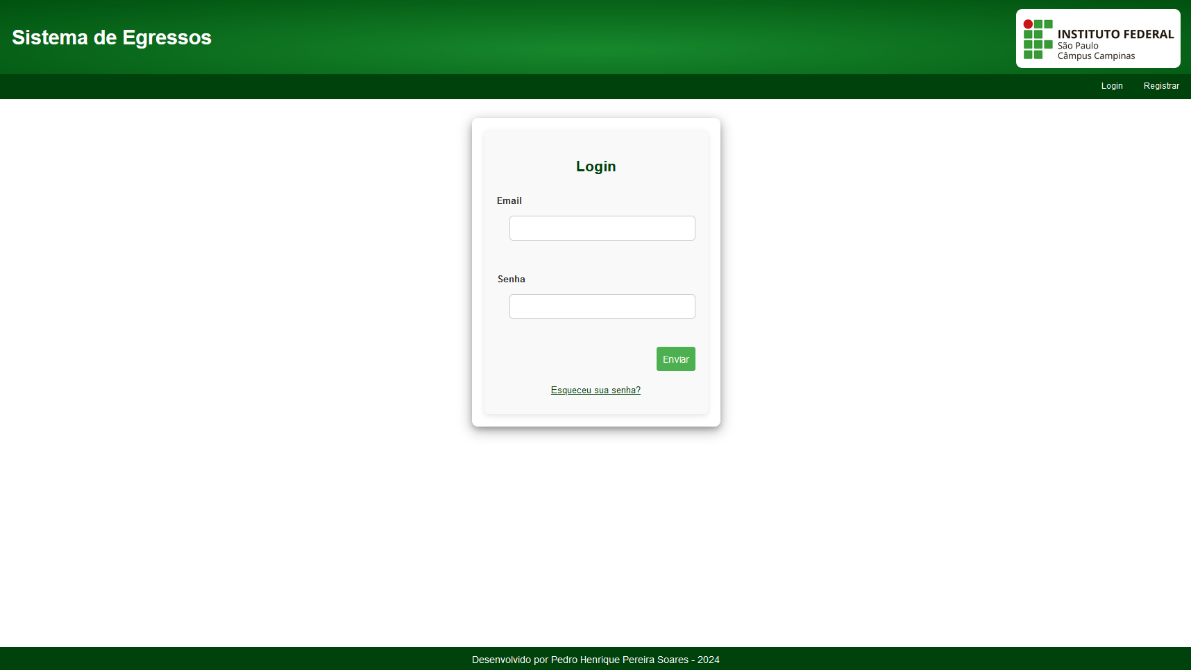 Sistema de Egressos
INSTITUTO FEDERAL
São Paulo
Câmpus Campinas
Login
Registrar
Login
Email
Senha
Enviar
Esqueceu sua senha?
Desenvolvido por Pedro Henrique Pereira Soares - 2024